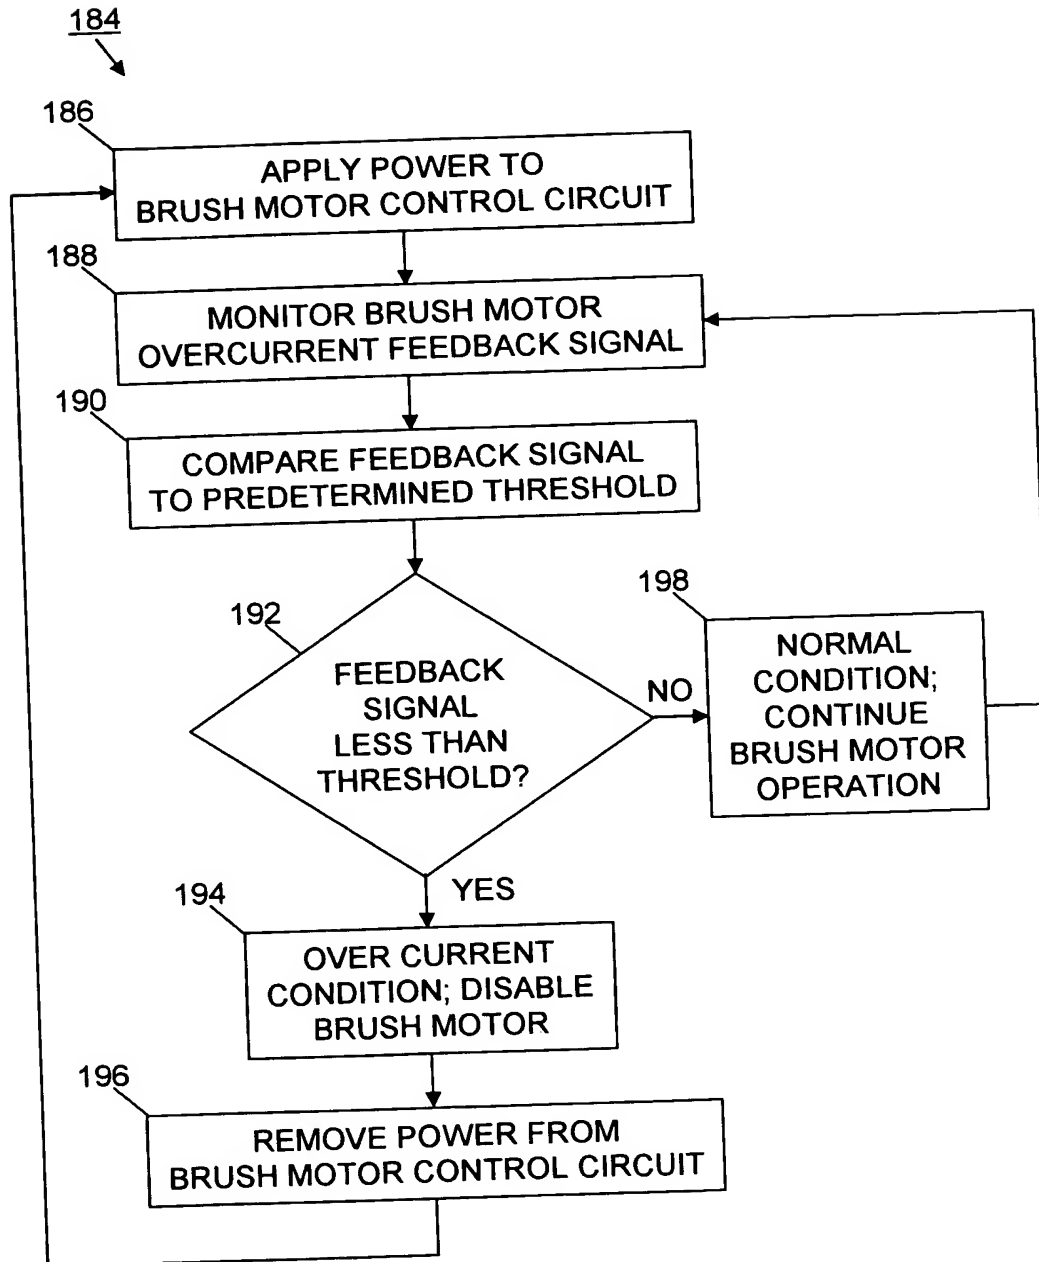 184
186
APPLY POWER TO
BRUSH MOTOR CONTROL CIRCUIT
188
MONITOR BRUSH MOTOR
OVERCURRENT FEEDBACK SIGNAL
190
COMPARE FEEDBACK SIGNAL
TO PREDETERMINED THRESHOLD
192
FEEDBACK
SIGNAL
LESS THAN
THRESHOLD?
NO
198
NORMAL
CONDITION;
CONTINUE
BRUSH MOTOR
OPERATION
YES
194
OVER CURRENT
CONDITION; DISABLE
BRUSH MOTOR
196
REMOVE POWER FROM
BRUSH MOTOR CONTROL CIRCUIT